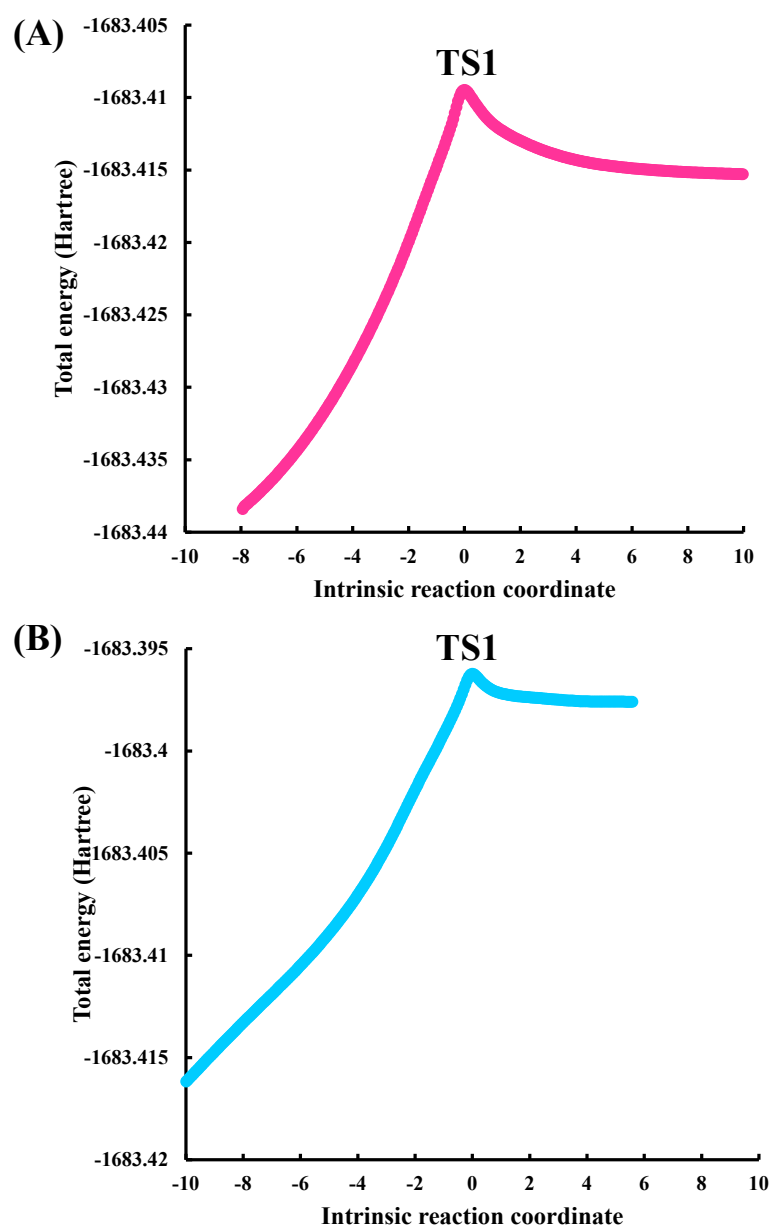 (A)
TS1
-1683.405
-1683.41
-1683.415
-1683.42
-1683.425
-1683.43
-1683.435
-1683.44
Total energy (Hartree)
-10 -8 -6 -4 -2 0 2 4 6 8 10
Intrinsic reaction coordinate
(B)
TS1
-1683.395
-1683.4
-1683.405
-1683.41
-1683.415
-1683.42
Total energy (Hartree)
-10 -8 -6 -4 -2 0 2 4 6 8 10
Intrinsic reaction coordinate